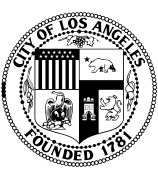 CITY OF LOS ANGELES
FOUNDED 1781